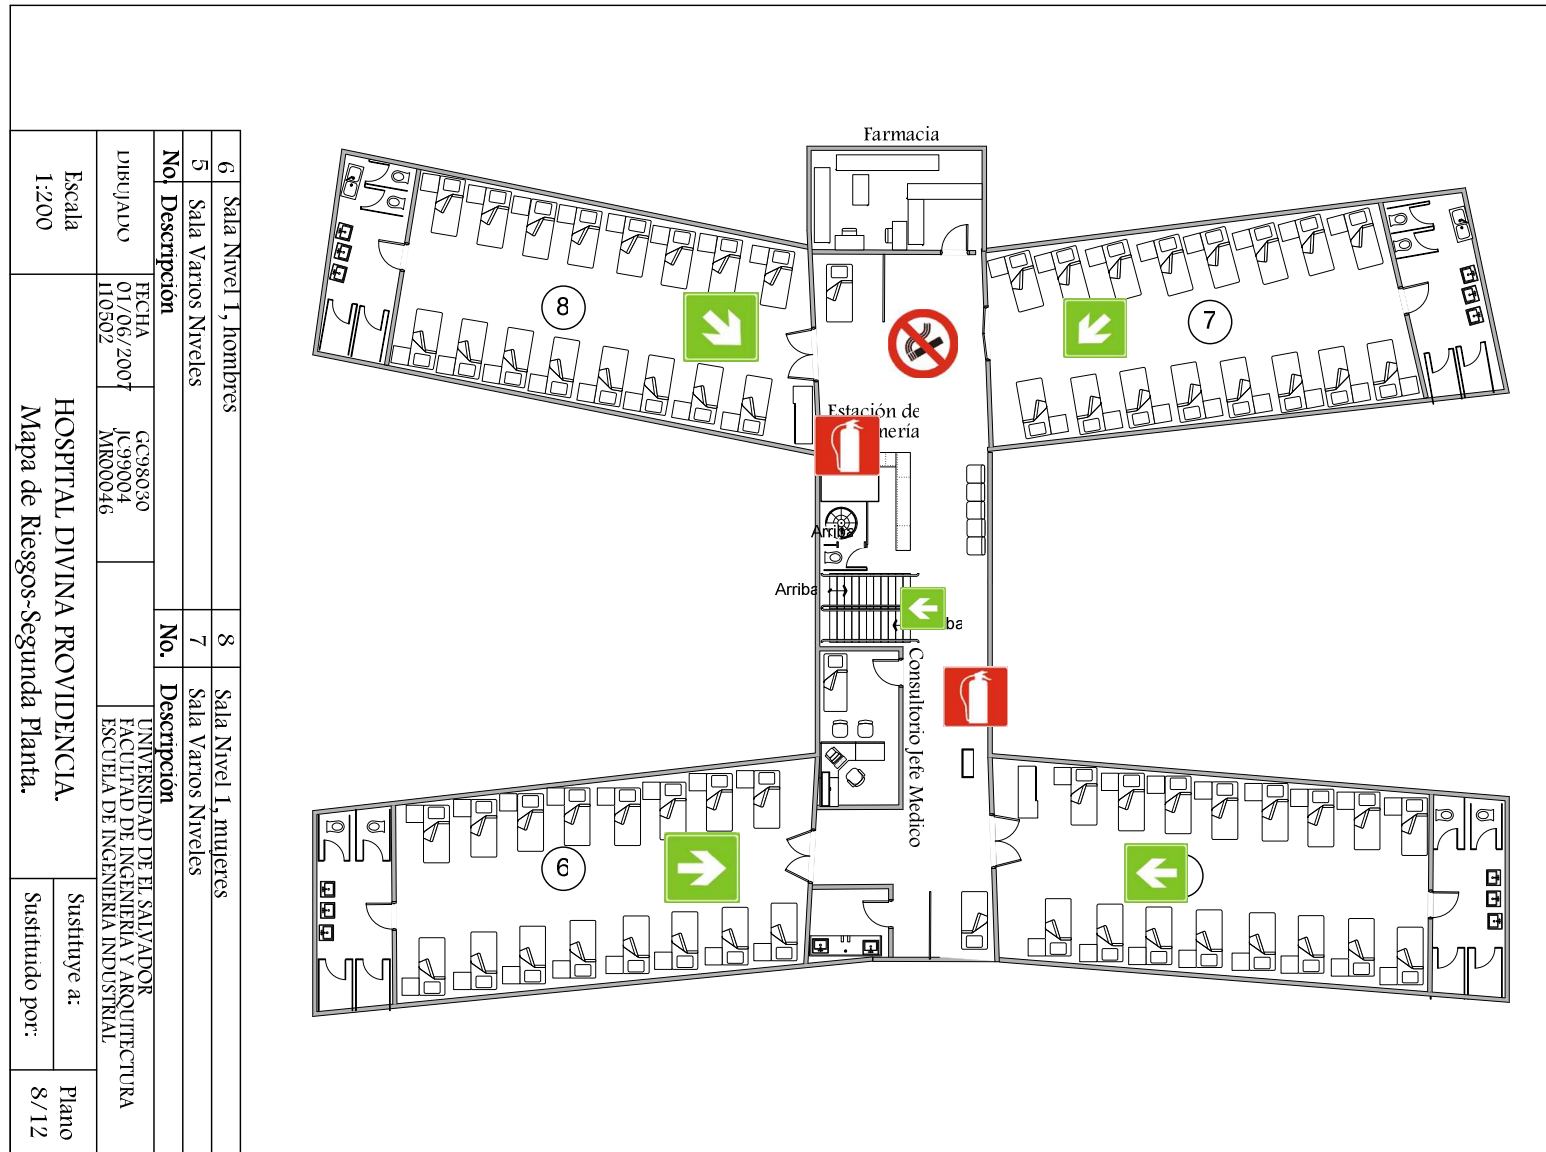 Farmacia
8
7
Estación de
mería
Arriba
Arriba
ba
Consultorio Jefe Medico
6
6 Sala Nivel 1, hombres
5 Sala Varios Niveles
No. Descripción
8 Sala Nivel 1, mujeres
7 Sala Varios Niveles
No. Descripción
DIBUJADO
FECHA
01/06/2007
110502
GC98030
JC99004
MR00046
UNIVERSIDAD DE EL SALVADOR
FACULTAD DE INGENIERÍA Y ARQUITECTURA
ESCUELA DE INGENIERIA INDUSTRIAL
Escala
1:200
HOSPITAL DIVINA PROVIDENCIA.
Mapa de Riesgos~Segunda Planta.
Sustituye a:
Sustituido por:
Plano
8/12